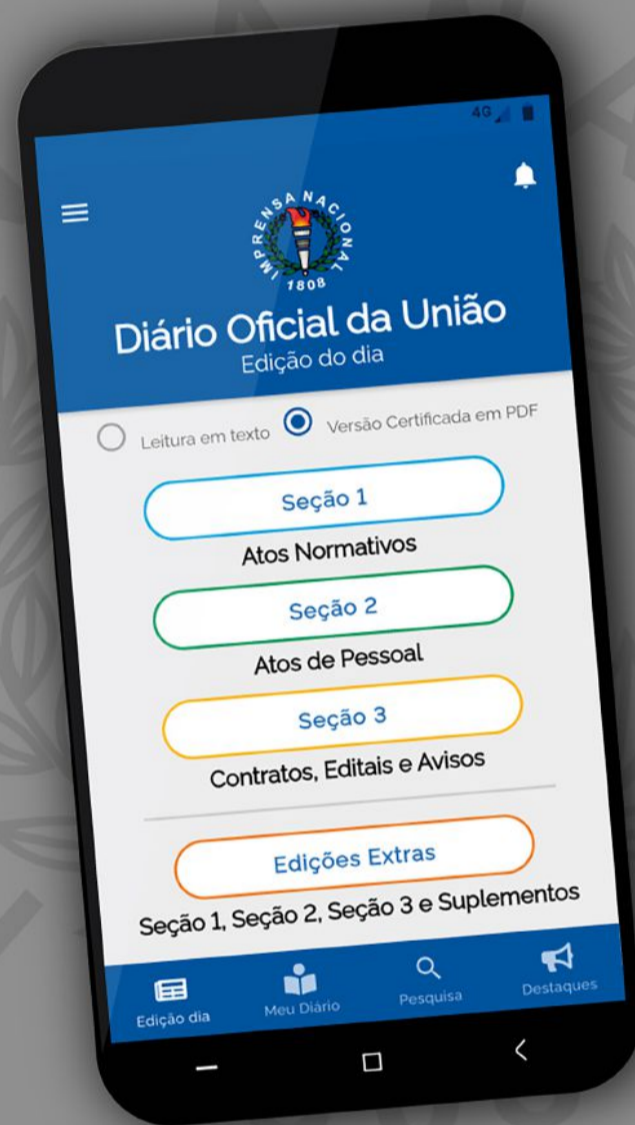 4G
IMPRENSA NACIONAL
1808
Diário Oficial da União
Edição do dia
Leitura em texto Versão Certificada em PDF
Seção 1
Atos Normativos
Seção 2
Atos de Pessoal
Seção 3
Contratos, Editais e Avisos
Edições Extras
Seção 1, Seção 2, Seção 3 e Suplementos
Edição dia Meu Diário Pesquisa Destaques